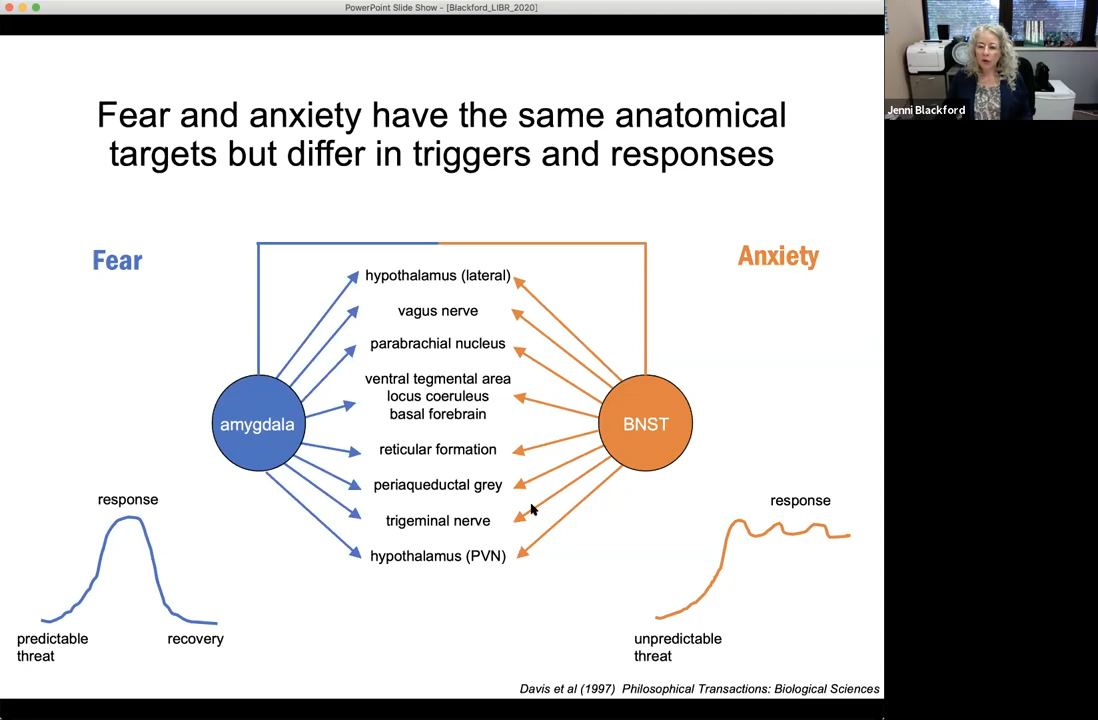 PowerPoint Slide Show - [Blackford_LIBR_2020]
Jenni Blackford
Fear and anxiety have the same anatomical
targets but differ in triggers and responses
Fear
Anxiety
hypothalamus (lateral)
vagus nerve
parabrachial nucleus
ventral tegmental area
locus coeruleus
basal forebrain
reticular formation
periaqueductal grey
trigeminal nerve
hypothalamus (PVN)
amygdala
BNST
response
predictable
threat
recovery
response
unpredictable
threat
Davis et al (1997) Philosophical Transactions: Biological Sciences